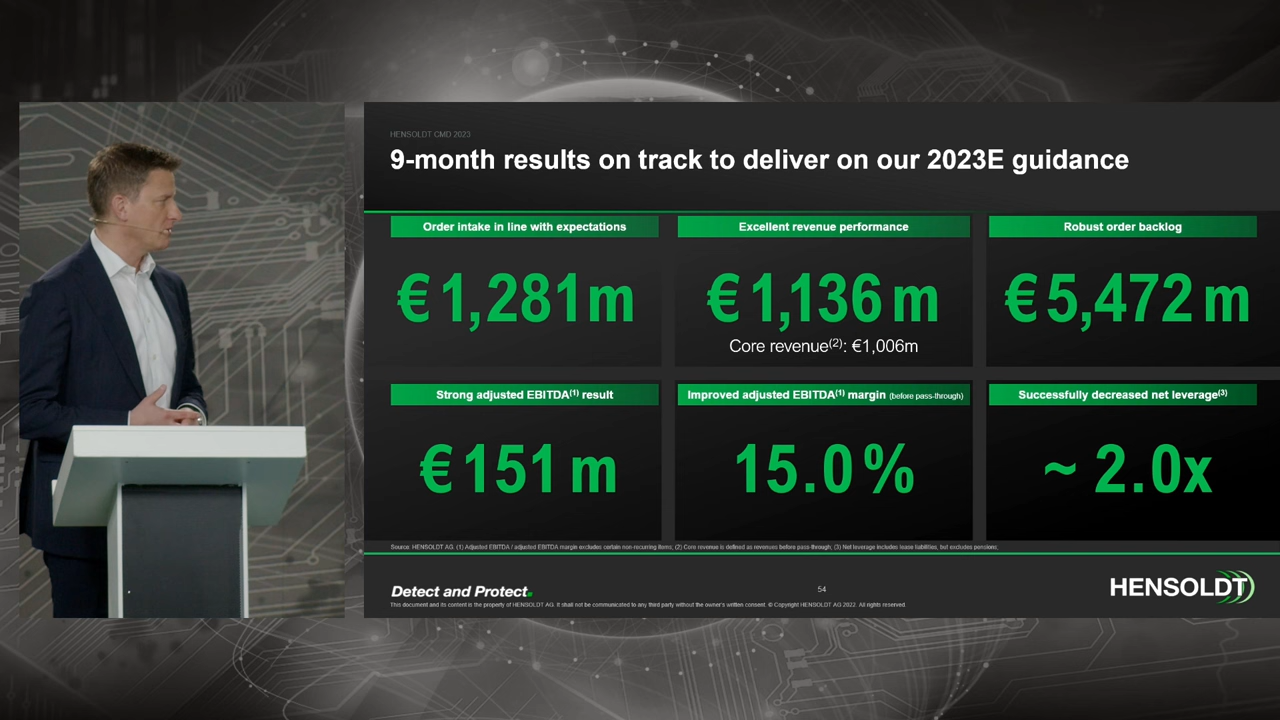 HENSOLDT CMD 2023
9-month results on track to deliver on our 2023E guidance
Order intake in line with expectations
€ 1,281 m
Excellent revenue performance
€ 1,136 m
Core revenue(2): €1,006m
Robust order backlog
€ 5,472 m
Strong adjusted EBITDA(1) result
€ 151 m
Improved adjusted EBITDA(1) margin (before pass-through)
15.0 %
Successfully decreased net leverage(3)
~ 2.0x
Source: HENSOLDT AG. (1) Adjusted EBITDA / adjusted EBITDA margin excludes certain non-recurring items; (2) Core revenue is defined as revenues before pass-through; (3) Net leverage includes lease liabilities, but excludes pensions;
Detect and Protect.
54
HENSOLDT
This document and its content is the property of HENSOLDT AG. It shall not be communicated to any third party without the owner's written consent. © Copyright HENSOLDT AG 2022. All rights reserved.